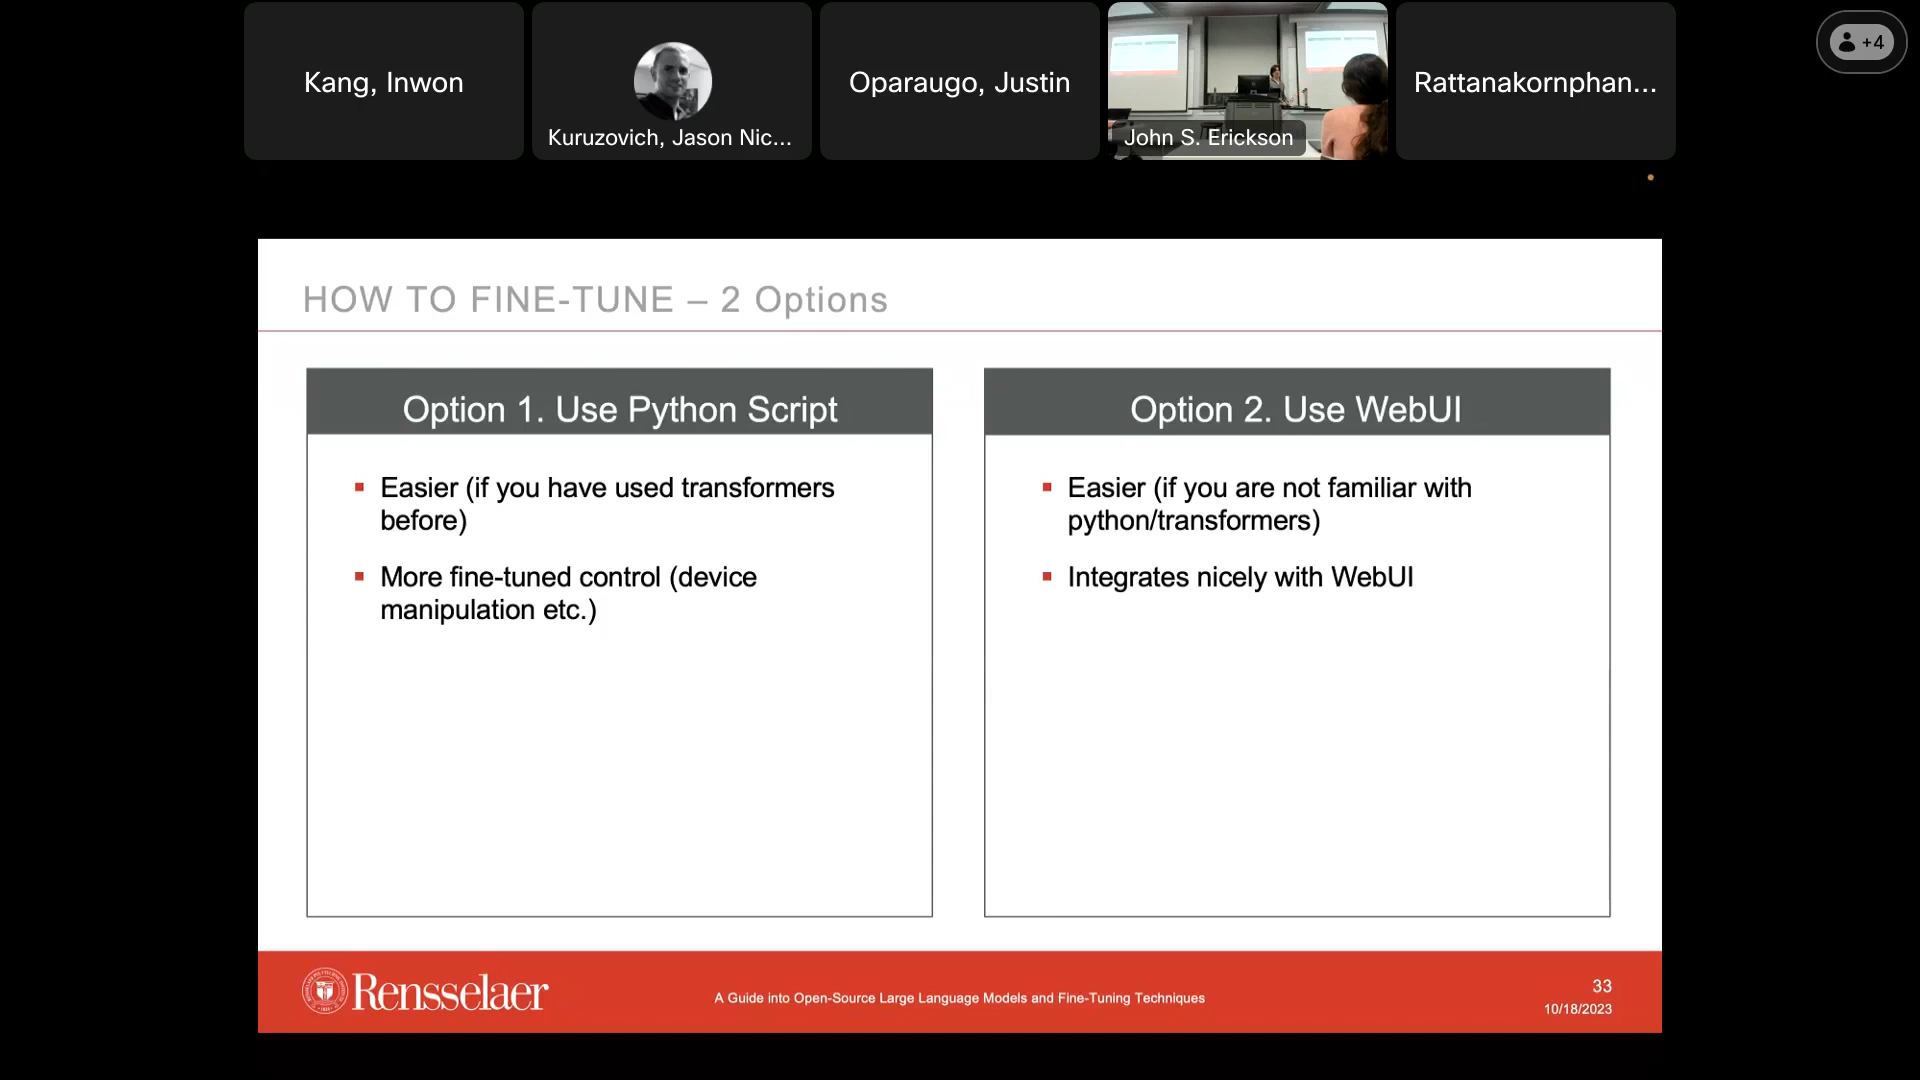 Kang, Inwon
Kuruzovich, Jason Nic...
Oparaugo, Justin
John S. Erickson
Rattanakornphan...
+4
HOW TO FINE-TUNE – 2 Options
Option 1. Use Python Script
Easier (if you have used transformers
before)
More fine-tuned control (device
manipulation etc.)
Option 2. Use WebUI
Easier (if you are not familiar with
python/transformers)
Integrates nicely with WebUI
Rensselaer
A Guide into Open-Source Large Language Models and Fine-Tuning Techniques
33
10/18/2023